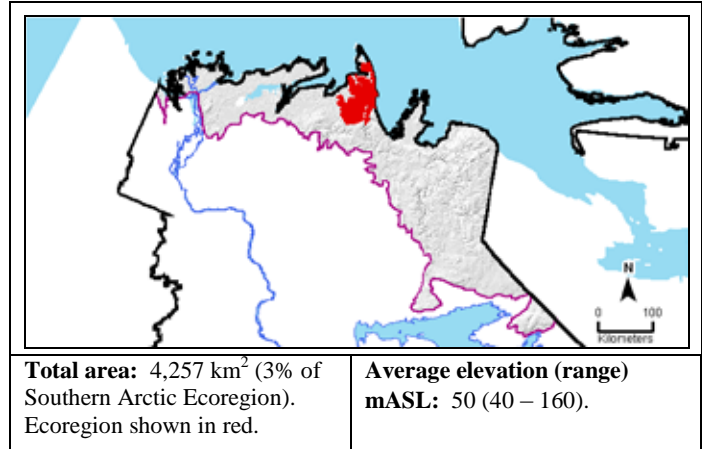 N
0 100
Kilometers
Total area: 4,257 km² (3% of
Southern Arctic Ecoregion).
Ecoregion shown in red.
Average elevation (range)
mASL: 50 (40 – 160).